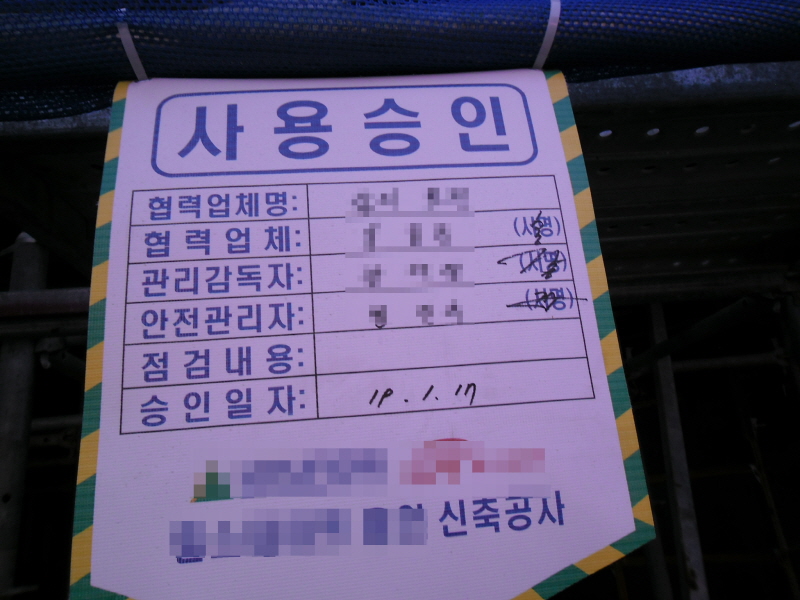 사용승인
협력업체명:
협력업체: (서명)
관리감독자: (서명)
안전관리자: (서명)
점검내용:
승인일자: 19.1.17
신축공사